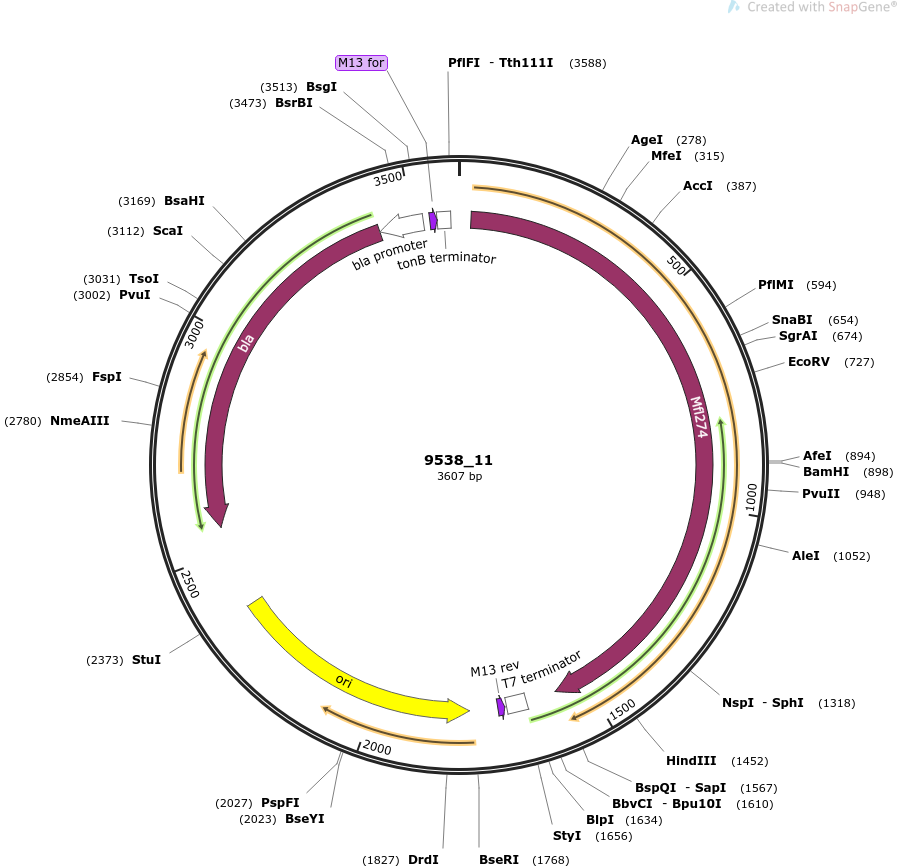 Created with SnapGene®
M13 for
PflFI - Tth111I (3588)
(3513) BsgI
(3473) BsrBI
AgeI (278)
MfeI (315)
AccI (387)
3500
(3169) BsaHI
(3112) ScaI
bla promoter
tonB terminator
500
(3031) TsoI
(3002) PvuI
PflMI (594)
SnaBI (654)
SgrAI (674)
3000
bla
EcoRV (727)
(2854) FspI
Mfl274
(2780) NmeAIII
9538_11
3607 bp
AfeI (894)
BamHI (898)
PvuII (948)
1000
AleI (1052)
2500
(2373) StuI
M13 rev
T7 terminator
ori
NspI - SphI (1318)
1500
2000
HindIII (1452)
BspQI - SapI (1567)
(2027) PspFI
BbvCI - Bpu10I (1610)
(2023) BseYI
BlpI (1634)
StyI (1656)
(1827) DrdI
BseRI (1768)